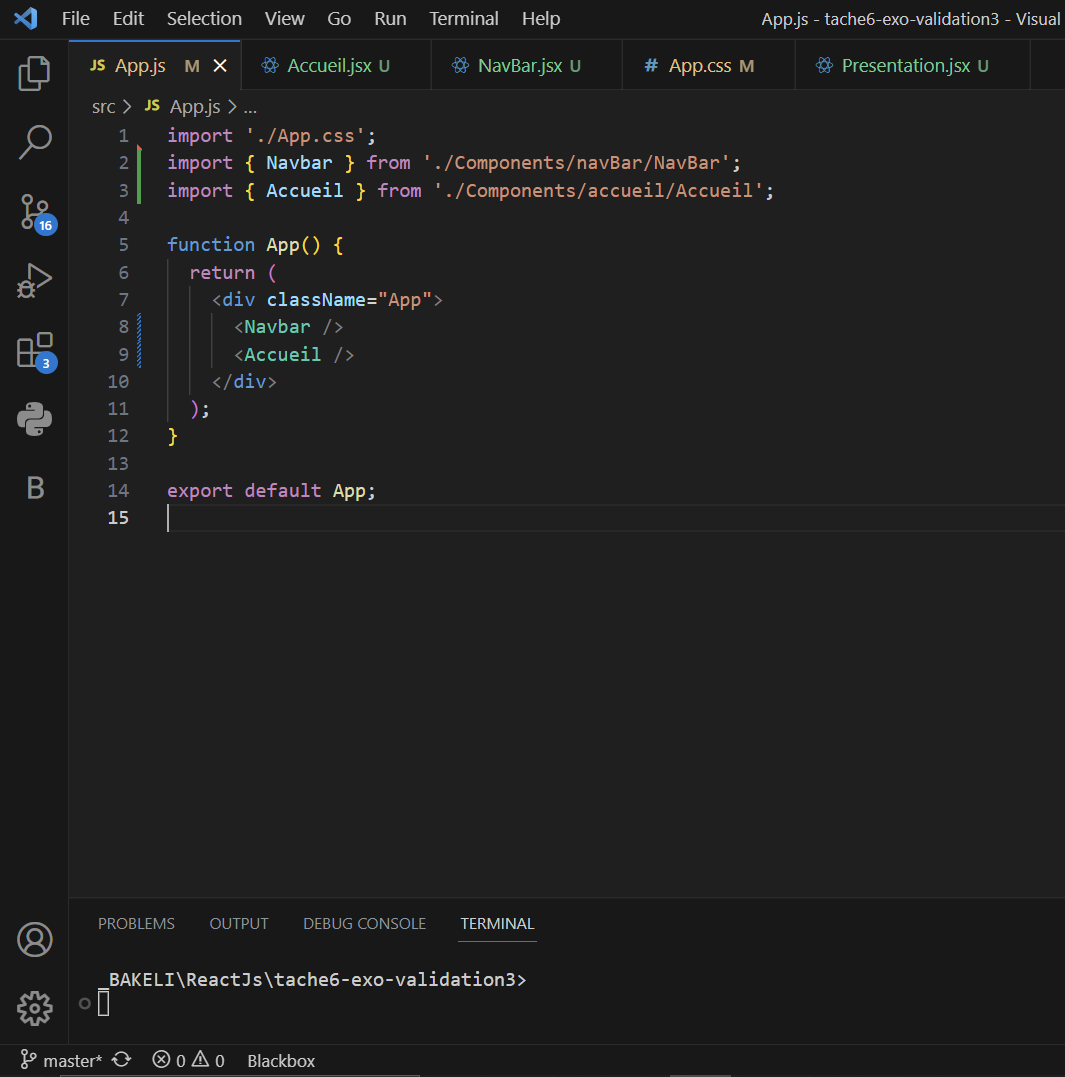 File Edit Selection View Go Run Terminal Help App.js - tache6-exo-validation3 - Visual
JS App.js M Accueil.jsx U NavBar.jsx U # App.css M Presentation.jsx U
src > JS App.js > ...
1 import './App.css';
2 import { Navbar } from './Components/navBar/NavBar';
3 import { Accueil } from './Components/accueil/Accueil';
4
5 function App() {
6 return (
7 <div className="App">
8 <Navbar />
9 <Accueil />
10 </div>
11 );
12 }
13
14 export default App;
15
16
3
B
PROBLEMS OUTPUT DEBUG CONSOLE TERMINAL
_BAKELI\ReactJs\tache6-exo-validation3>
master* 0 0 Blackbox